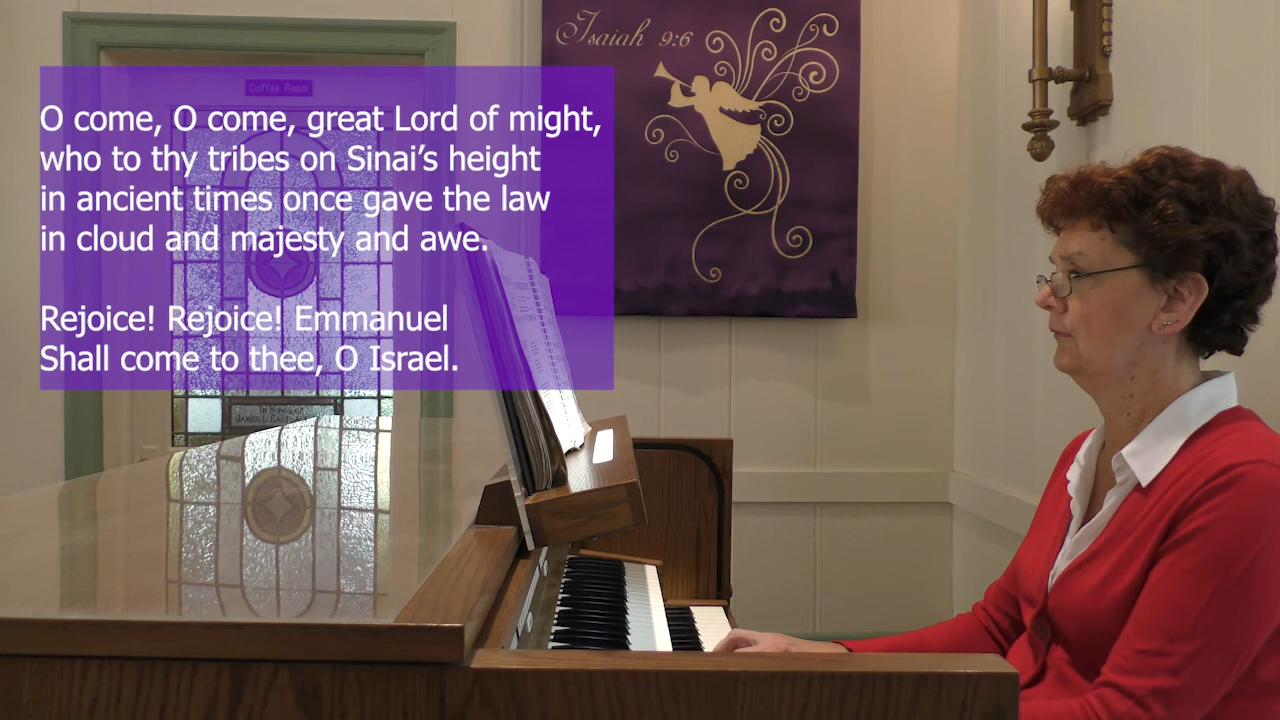 Isaiah 9:6
Coffee Room
O come, O come, great Lord of might,
who to thy tribes on Sinai’s height
in ancient times once gave the law
in cloud and majesty and awe.
Rejoice! Rejoice! Emmanuel
Shall come to thee, O Israel.